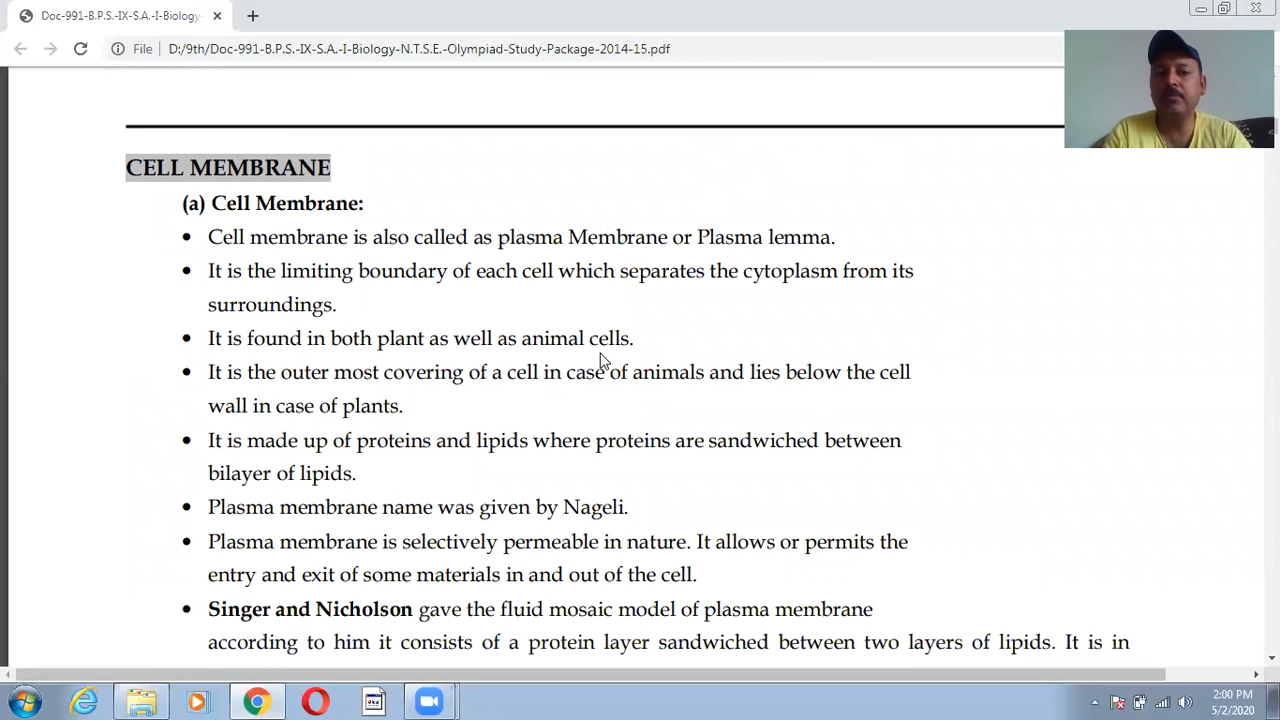 Doc-991-B.P.S.-IX-S.A.-I-Biology-
File
D:/9th/Doc-991-B.P.S.-IX-S.A.-I-Biology-N.T.S.E.-Olympiad-Study-Package-2014-15.pdf
CELL MEMBRANE
(a) Cell Membrane:
• Cell membrane is also called as plasma Membrane or Plasma lemma.
• It is the limiting boundary of each cell which separates the cytoplasm from its
surroundings.
• It is found in both plant as well as animal cells.
• It is the outer most covering of a cell in case of animals and lies below the cell
wall in case of plants.
• It is made up of proteins and lipids where proteins are sandwiched between
bilayer of lipids.
• Plasma membrane name was given by Nageli.
• Plasma membrane is selectively permeable in nature. It allows or permits the
entry and exit of some materials in and out of the cell.
• Singer and Nicholson gave the fluid mosaic model of plasma membrane
according to him it consists of a protein layer sandwiched between two layers of lipids. It is in
2:00 PM
5/2/2020